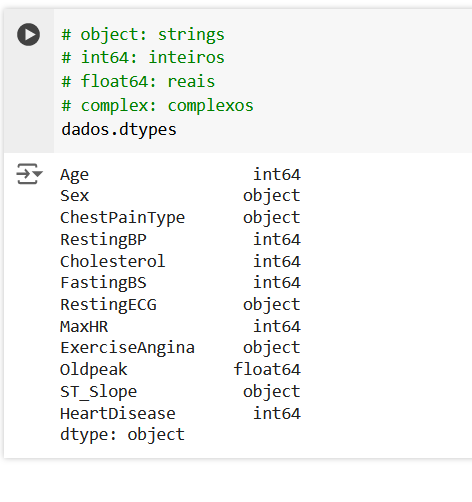 # object: strings
# int64: inteiros
# float64: reais
# complex: complexos
dados.dtypes
Age int64
Sex object
ChestPainType object
RestingBP int64
Cholesterol int64
FastingBS int64
RestingECG object
MaxHR int64
ExerciseAngina object
Oldpeak float64
ST_Slope object
HeartDisease int64
dtype: object